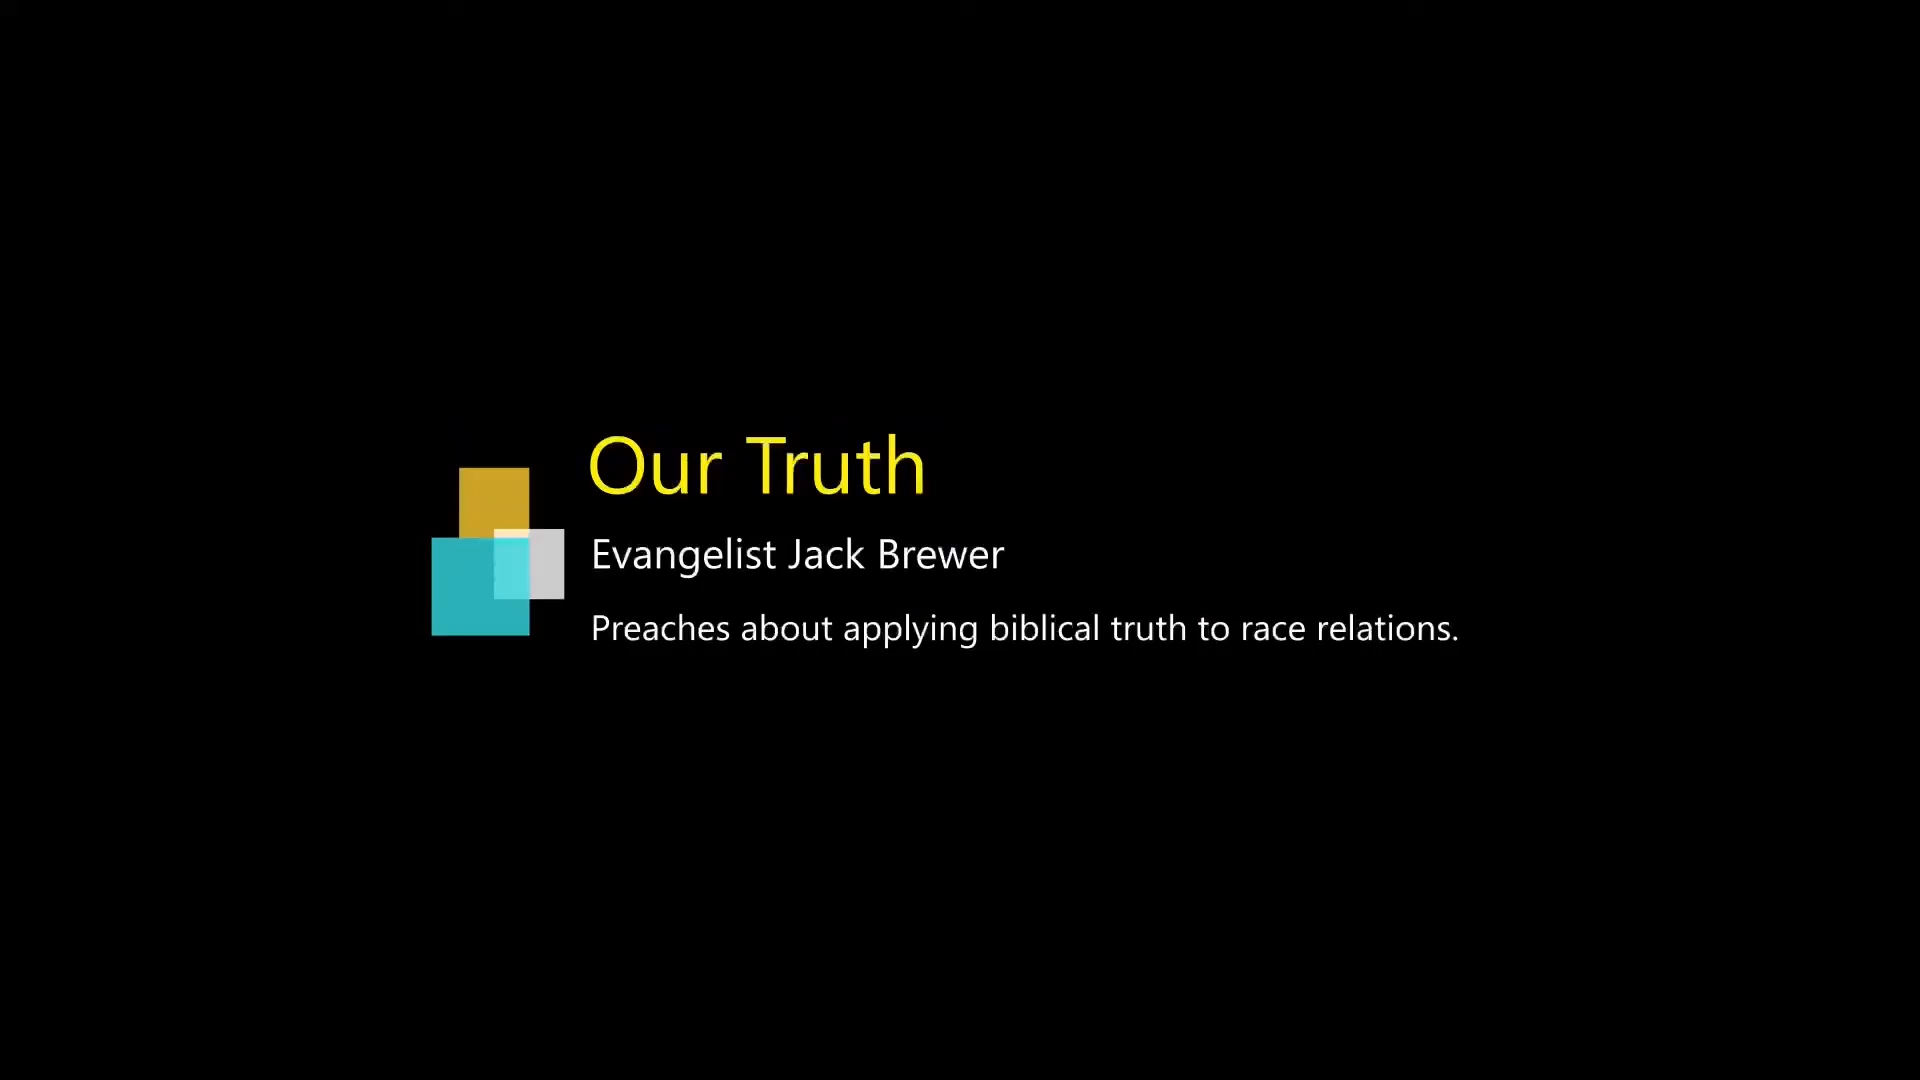 Our Truth
Evangelist Jack Brewer
Preaches about applying biblical truth to race relations.